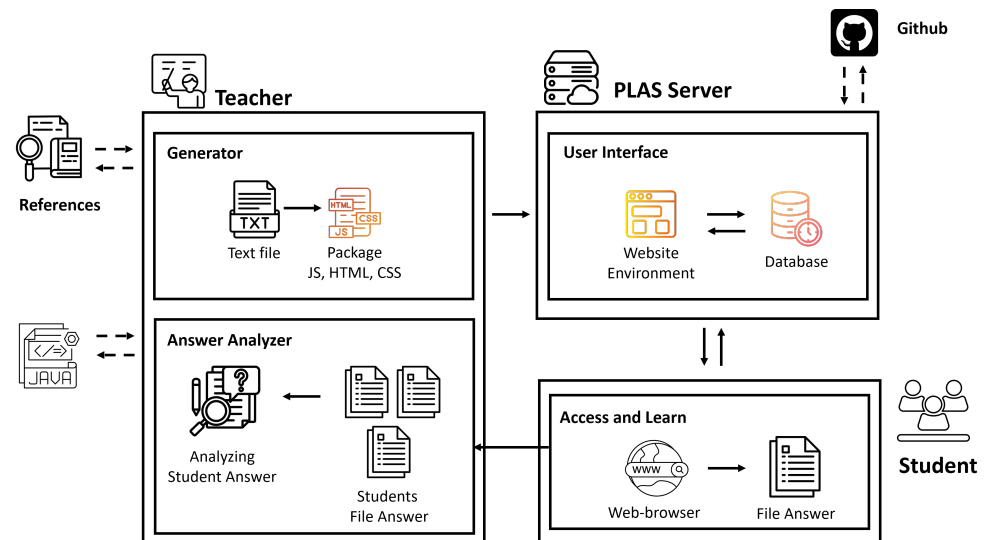 Github
Teacher
PLAS Server
References
Generator
TXT
Text file
HTML
CSS
JS
Package
JS, HTML, CSS
User Interface
Website
Environment
Database
JAVA
Answer Analyzer
?
Analyzing
Student Answer
Students
File Answer
Access and Learn
WWW
Web-browser
File Answer
Student